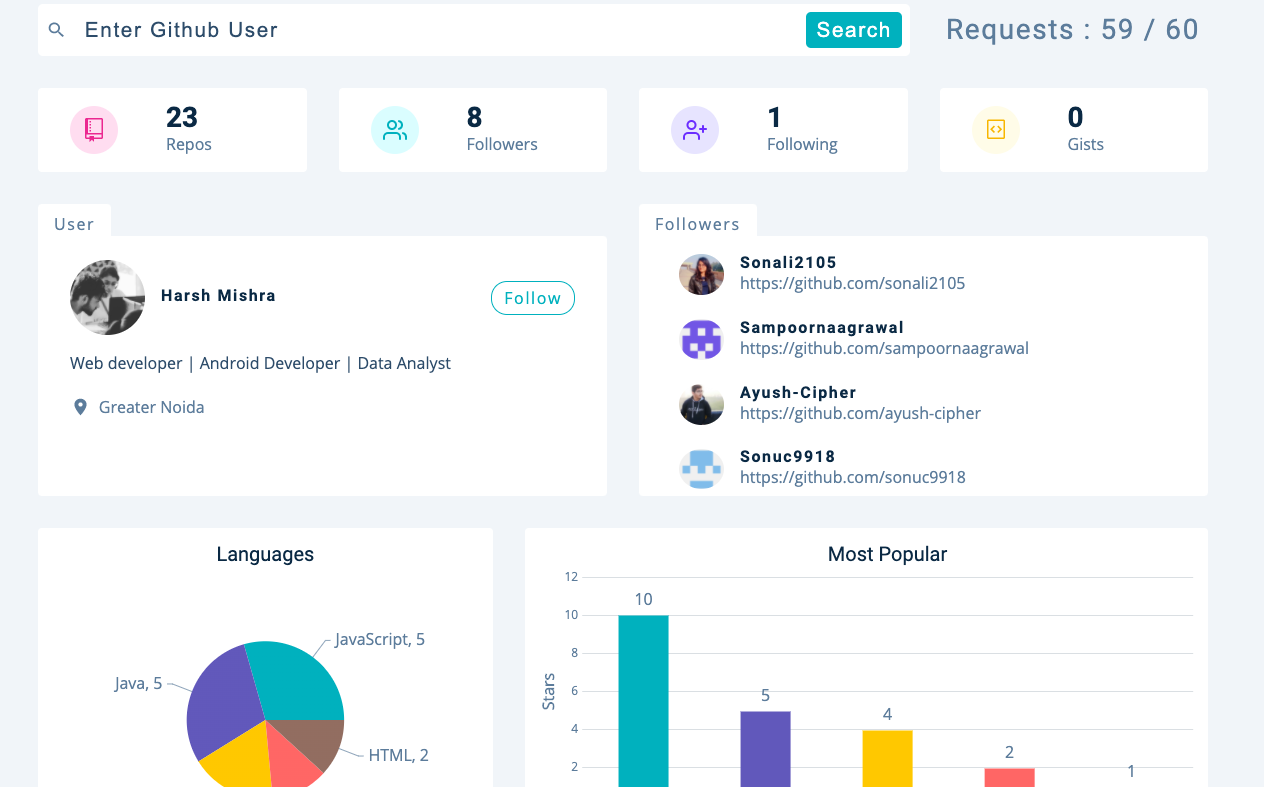 Enter Github User
Search
Requests : 59 / 60
23
Repos
8
Followers
1
Following
0
Gists
User
Harsh Mishra
Follow
Web developer | Android Developer | Data Analyst
Greater Noida
Followers
Sonali2105
https://github.com/sonali2105
Sampoornaagrawal
https://github.com/sampoornaagrawal
Ayush-Cipher
https://github.com/ayush-cipher
Sonuc9918
https://github.com/sonuc9918
Languages
JavaScript, 5
Java, 5
HTML, 2
Most Popular
Stars
12
10
8
6
4
2
10
5
4
2
1